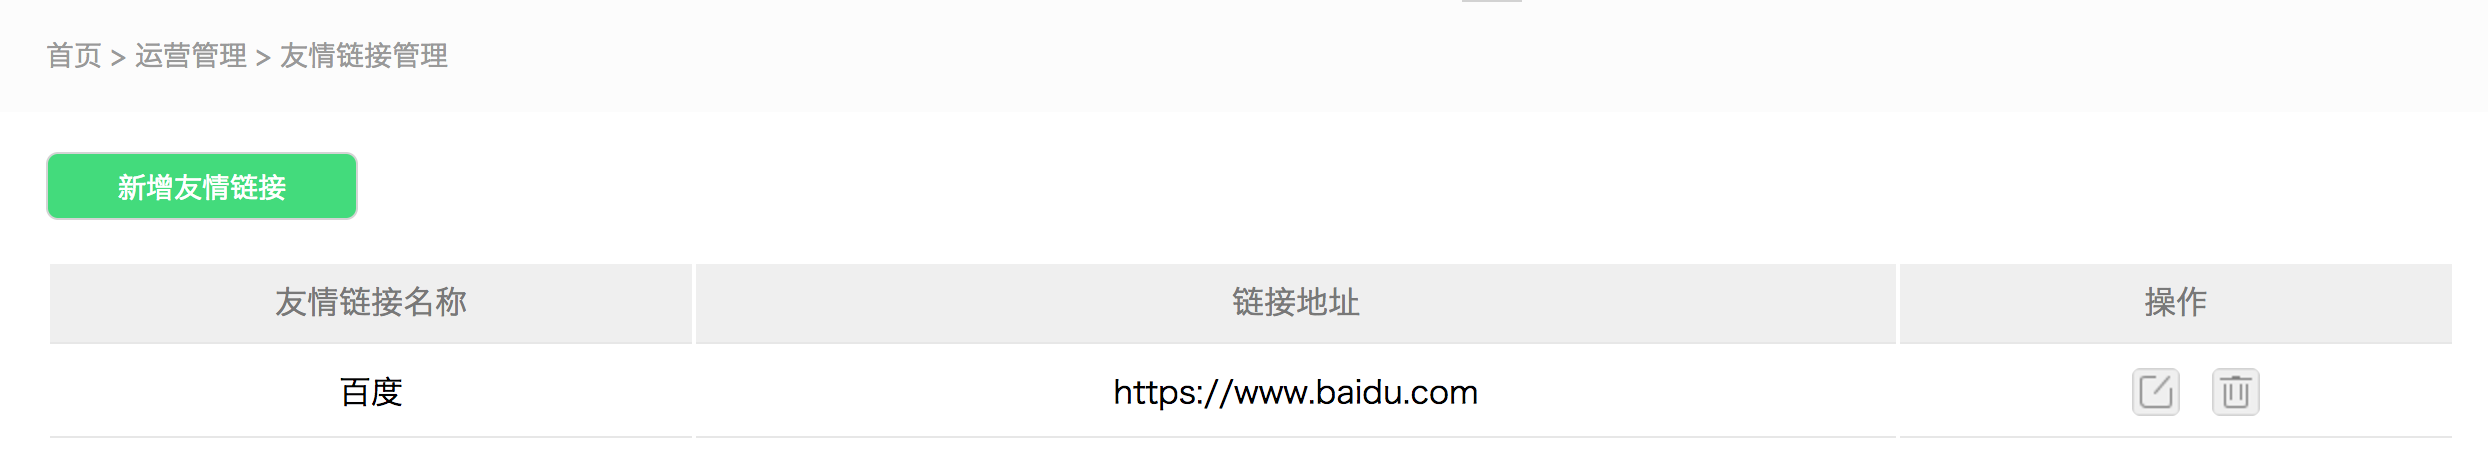 首页 > 运营管理 > 友情链接管理
新增友情链接
友情链接名称 链接地址 操作
百度 https://www.baidu.com